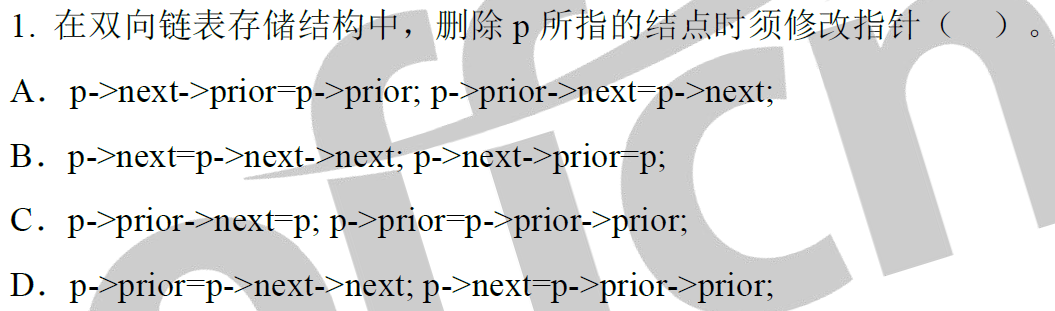 1. 在双向链表存储结构中，删除 p 所指的结点时须修改指针（　）。
A．p->next->prior=p->prior; p->prior->next=p->next;
B．p->next=p->next->next; p->next->prior=p;
C．p->prior->next=p; p->prior=p->prior->prior;
D．p->prior=p->next->next; p->next=p->prior->prior;